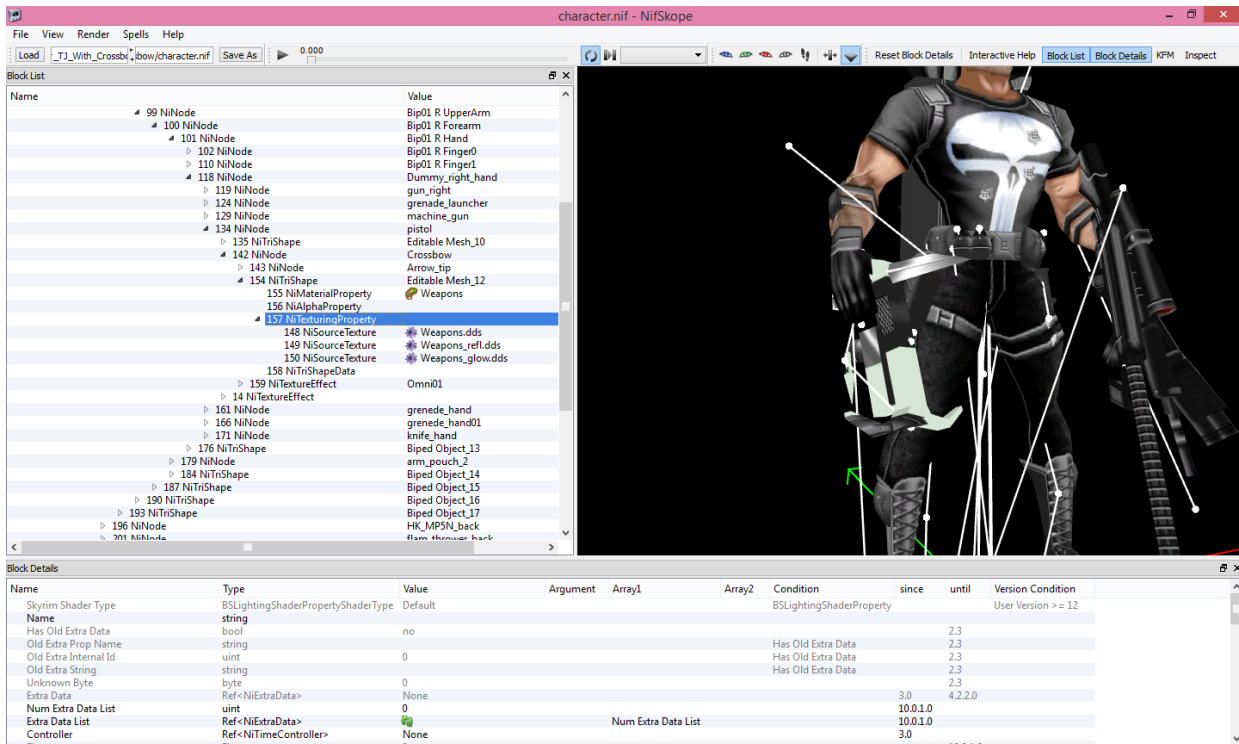 character.nif - NifSkope
File View Render Spells Help
Load _TJ_With_Crossbo bow/character.nif Save As 0.000 Reset Block Details Interactive Help Block List Block Details KFM Inspect
Block List
Name Value
99 NiNode Bip01 R UpperArm
100 NiNode Bip01 R Forearm
101 NiNode Bip01 R Hand
102 NiNode Bip01 R Finger0
110 NiNode Bip01 R Finger1
118 NiNode Dummy_right_hand
119 NiNode gun_right
124 NiNode grenade_launcher
129 NiNode machine_gun
134 NiNode pistol
135 NiTriShape Editable Mesh_10
142 NiNode Crossbow
143 NiNode Arrow_tip
154 NiTriShape Editable Mesh_12
155 NiMaterialProperty Weapons
156 NiAlphaProperty
157 NiTexturingProperty
148 NiSourceTexture Weapons.dds
149 NiSourceTexture Weapons_refl.dds
150 NiSourceTexture Weapons_glow.dds
158 NiTriShapeData
159 NiTextureEffect Omni01
14 NiTextureEffect
161 NiNode grenede_hand
166 NiNode grenede_hand01
171 NiNode knife_hand
176 NiTriShape Biped Object_13
179 NiNode arm_pouch_2
184 NiTriShape Biped Object_14
187 NiTriShape Biped Object_15
190 NiTriShape Biped Object_16
193 NiTriShape Biped Object_17
196 NiNode HK_MP5N_back
201 NiNode flam_thrower_back
Block Details
Name Type Value Argument Array1 Array2 Condition since until Version Condition
Skyrim Shader Type BSLightingShaderPropertyShaderType Default BSLightingShaderProperty User Version >= 12
Name string
Has Old Extra Data bool no 2.3
Old Extra Prop Name string Has Old Extra Data 2.3
Old Extra Internal Id uint 0 Has Old Extra Data 2.3
Old Extra String string Has Old Extra Data 2.3
Unknown Byte byte 0 2.3
Extra Data Ref<NiExtraData> None 3.0 4.2.2.0
Num Extra Data List uint 0 10.0.1.0
Extra Data List Ref<NiExtraData> Num Extra Data List 10.0.1.0
Controller Ref<NiTimeController> None 3.0